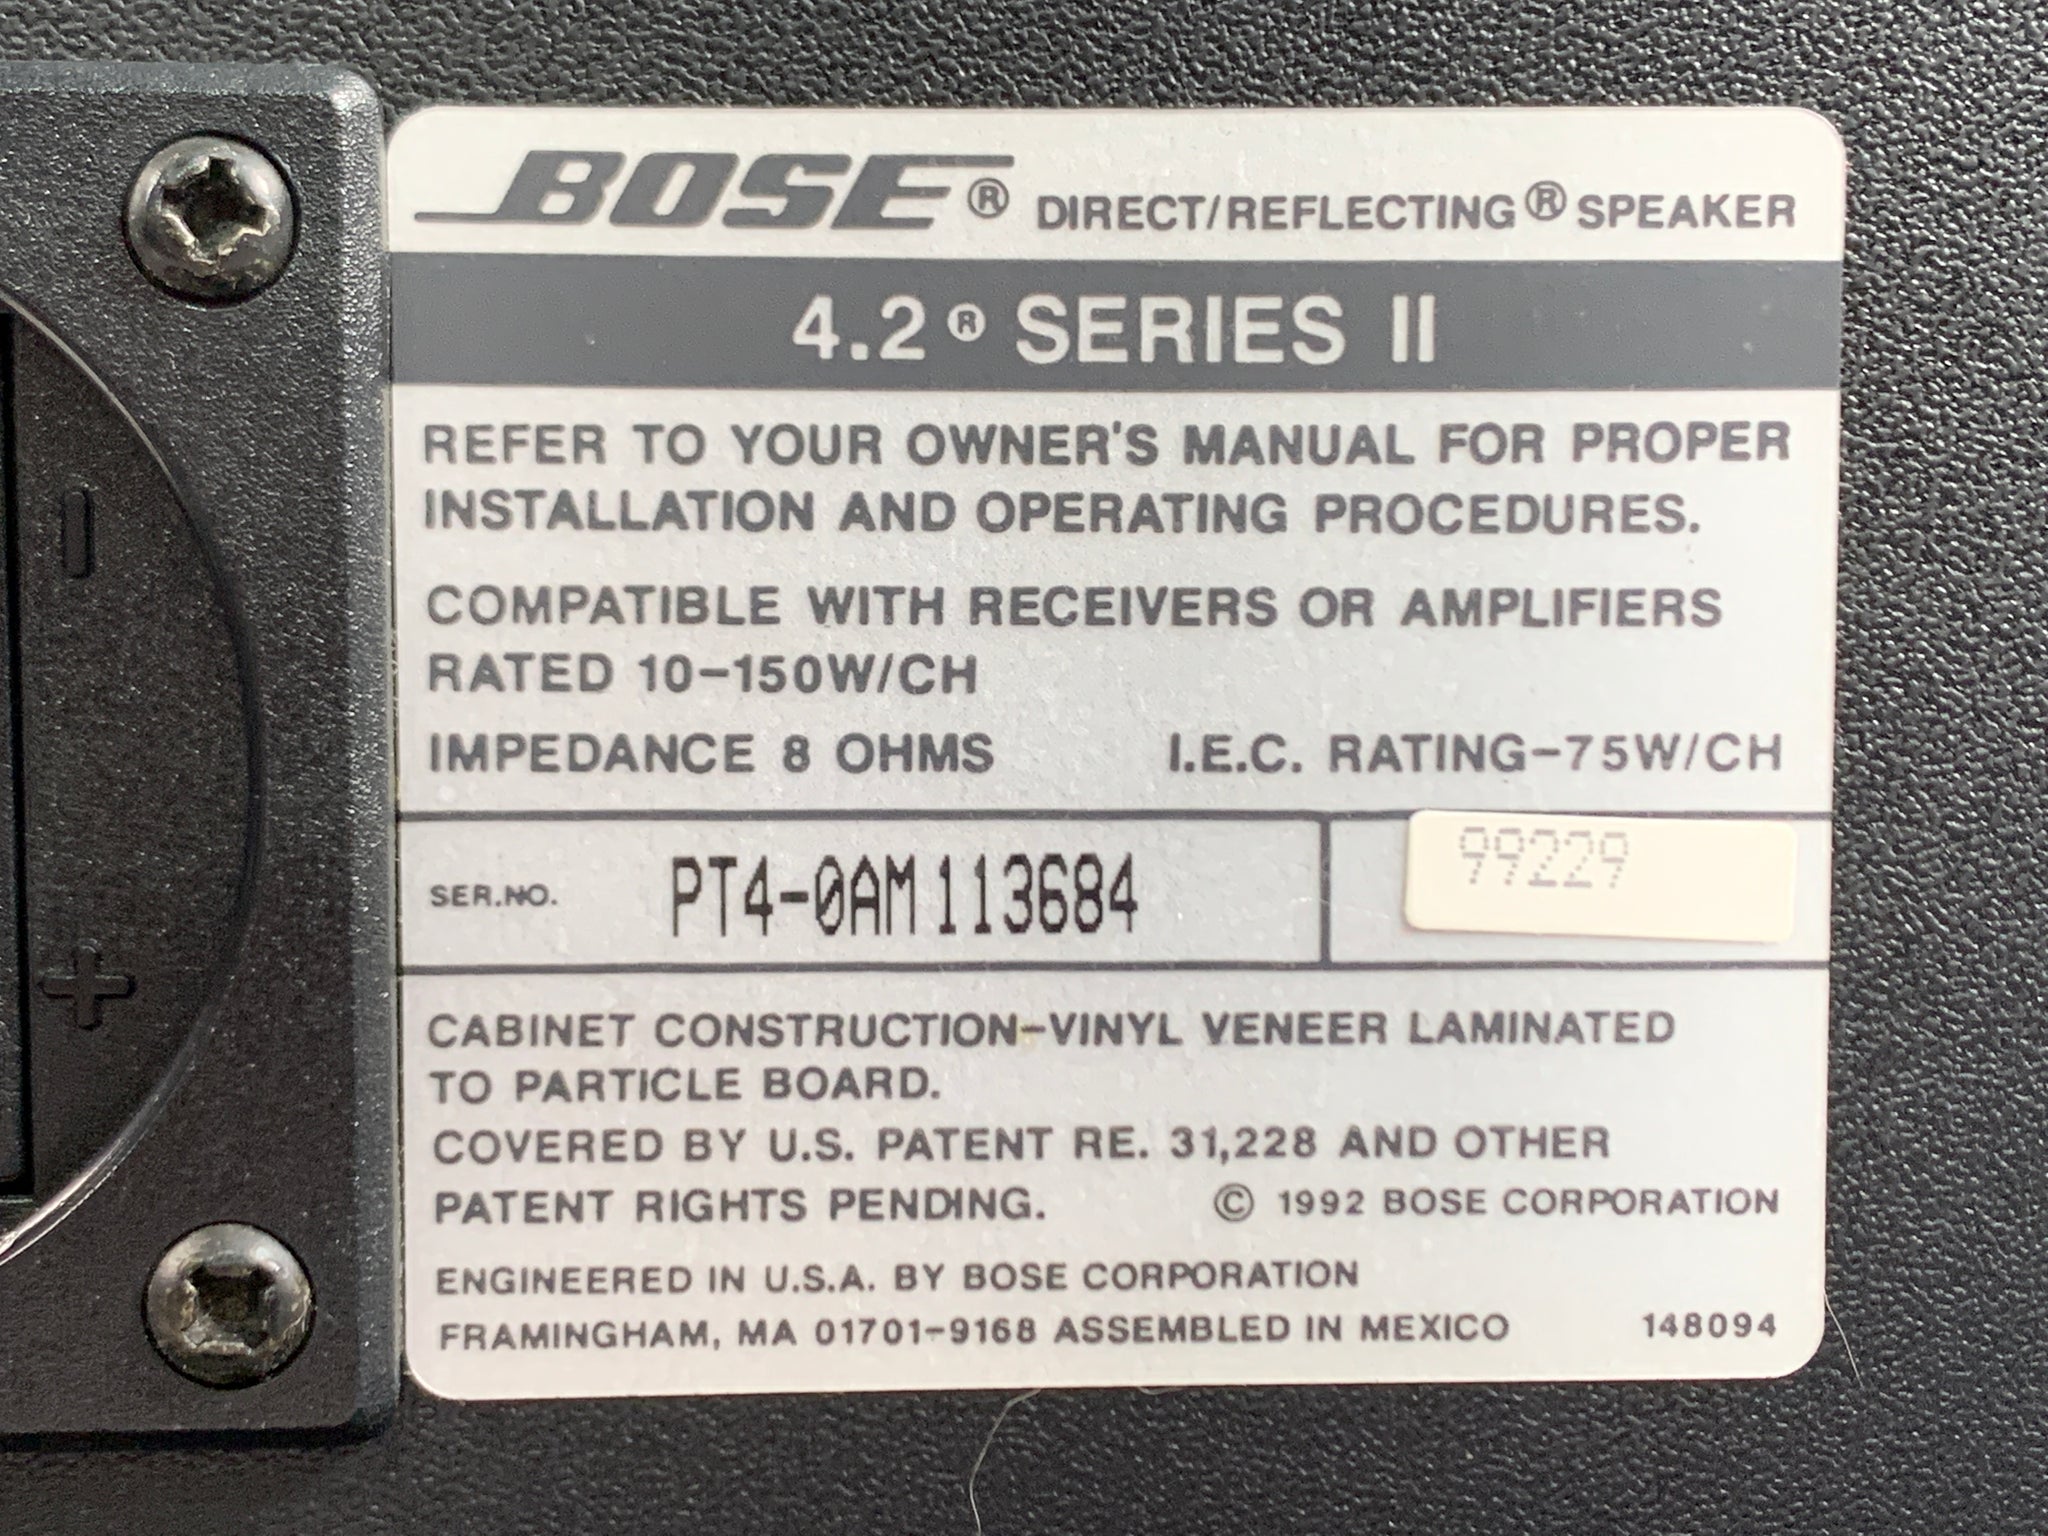 BOSE® DIRECT/REFLECTING® SPEAKER
4.2® SERIES II
REFER TO YOUR OWNER'S MANUAL FOR PROPER
INSTALLATION AND OPERATING PROCEDURES.
COMPATIBLE WITH RECEIVERS OR AMPLIFIERS
RATED 10-150W/CH
IMPEDANCE 8 OHMS I.E.C. RATING-75W/CH
SER.NO. PT4-0AM113684 99229
CABINET CONSTRUCTION-VINYL VENEER LAMINATED
TO PARTICLE BOARD.
COVERED BY U.S. PATENT RE. 31,228 AND OTHER
PATENT RIGHTS PENDING. © 1992 BOSE CORPORATION
ENGINEERED IN U.S.A. BY BOSE CORPORATION
FRAMINGHAM, MA 01701-9168 ASSEMBLED IN MEXICO 148094
-
+